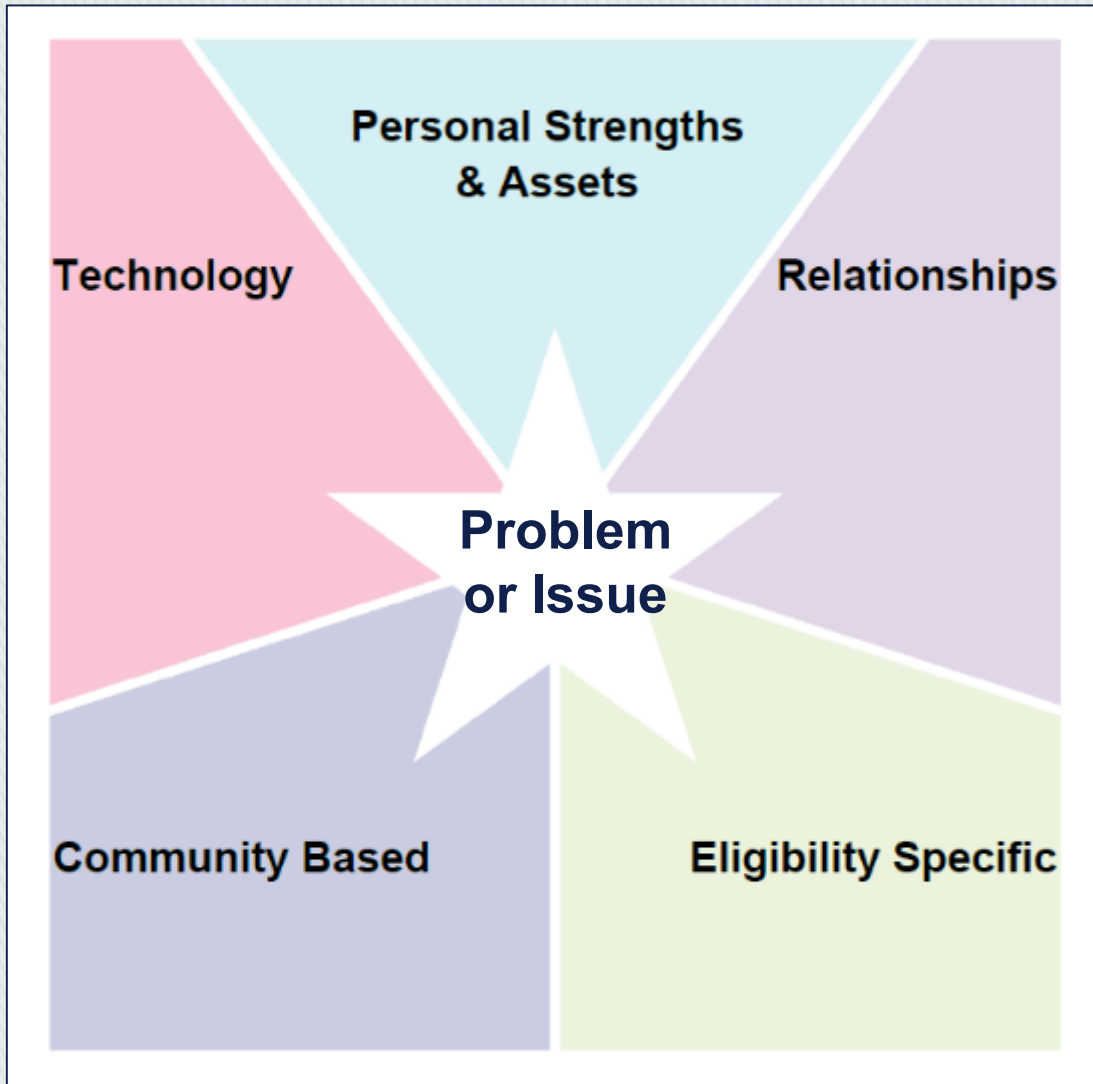 Personal Strengths
& Assets
Technology
Relationships
Problem
or Issue
Community Based
Eligibility Specific